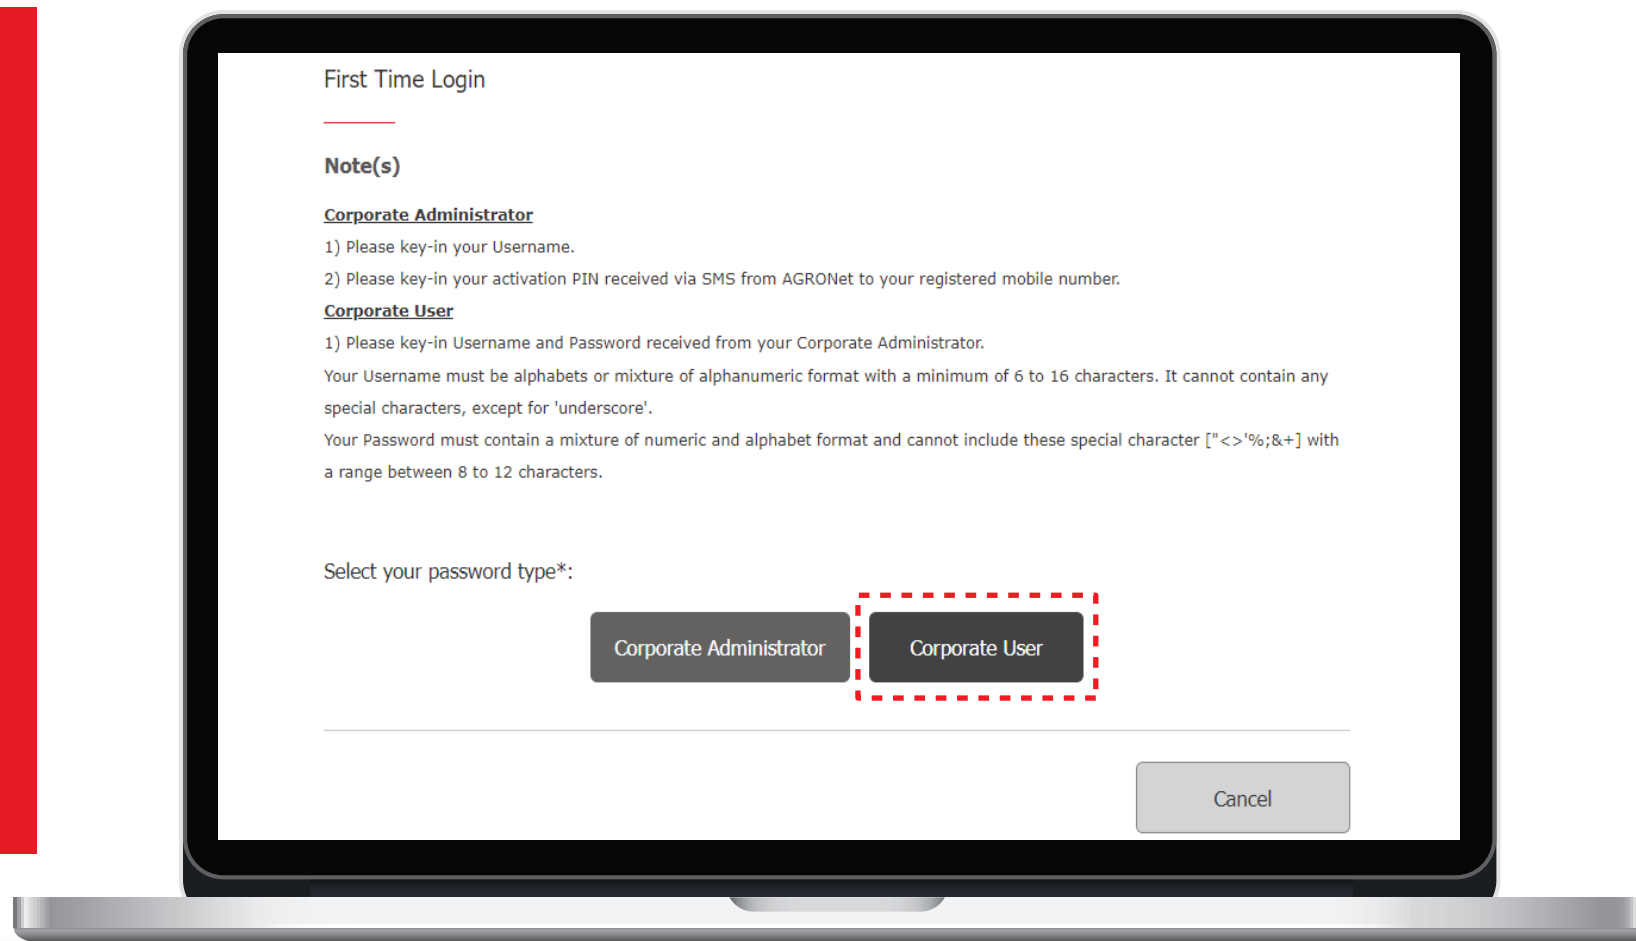 First Time Login
Note(s)
Corporate Administrator
1) Please key-in your Username.
2) Please key-in your activation PIN received via SMS from AGRONet to your registered mobile number.
Corporate User
1) Please key-in Username and Password received from your Corporate Administrator.
Your Username must be alphabets or mixture of alphanumeric format with a minimum of 6 to 16 characters. It cannot contain any
special characters, except for 'underscore'.
Your Password must contain a mixture of numeric and alphabet format and cannot include these special character ["<>'%;&+] with
a range between 8 to 12 characters.
Select your password type*:
Corporate Administrator
Corporate User
Cancel